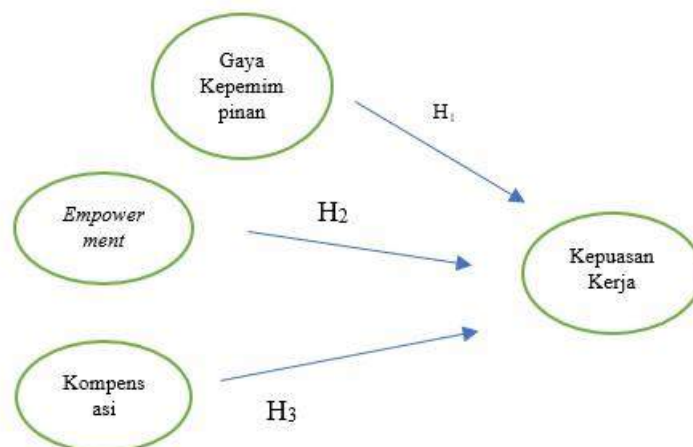 Gaya
Kepemim
pinan
H₁
Empower
ment
H₂
Kepuasan
Kerja
Kompens
asi
H₃